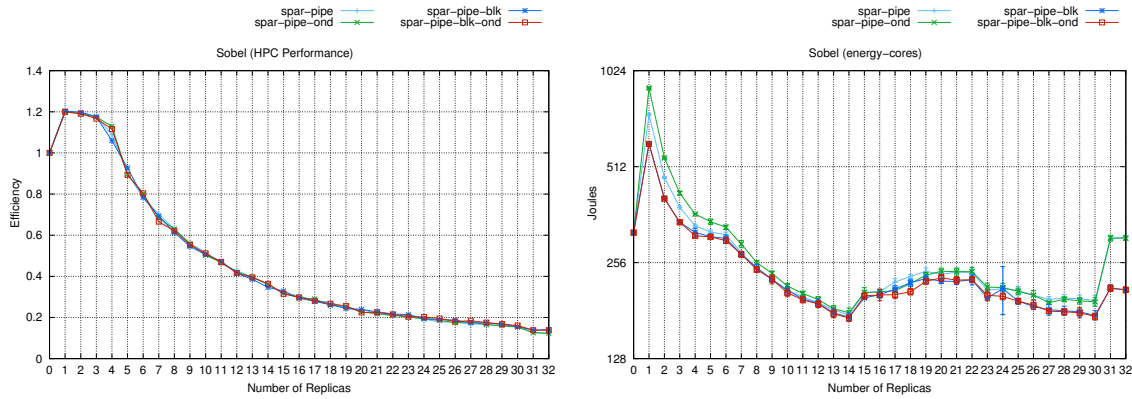 spar-pipe spar-pipe-blk
spar-pipe-ond spar-pipe-blk-ond
Sobel (HPC Performance)
Efficiency
1.4
1.2
1
0.8
0.6
0.4
0.2
0
0 1 2 3 4 5 6 7 8 9 10 11 12 13 14 15 16 17 18 19 20 21 22 23 24 25 26 27 28 29 30 31 32
Number of Replicas
spar-pipe spar-pipe-blk
spar-pipe-ond spar-pipe-blk-ond
Sobel (energy-cores)
Joules
1024
512
256
128
0 1 2 3 4 5 6 7 8 9 10 11 12 13 14 15 16 17 18 19 20 21 22 23 24 25 26 27 28 29 30 31 32
Number of Replicas